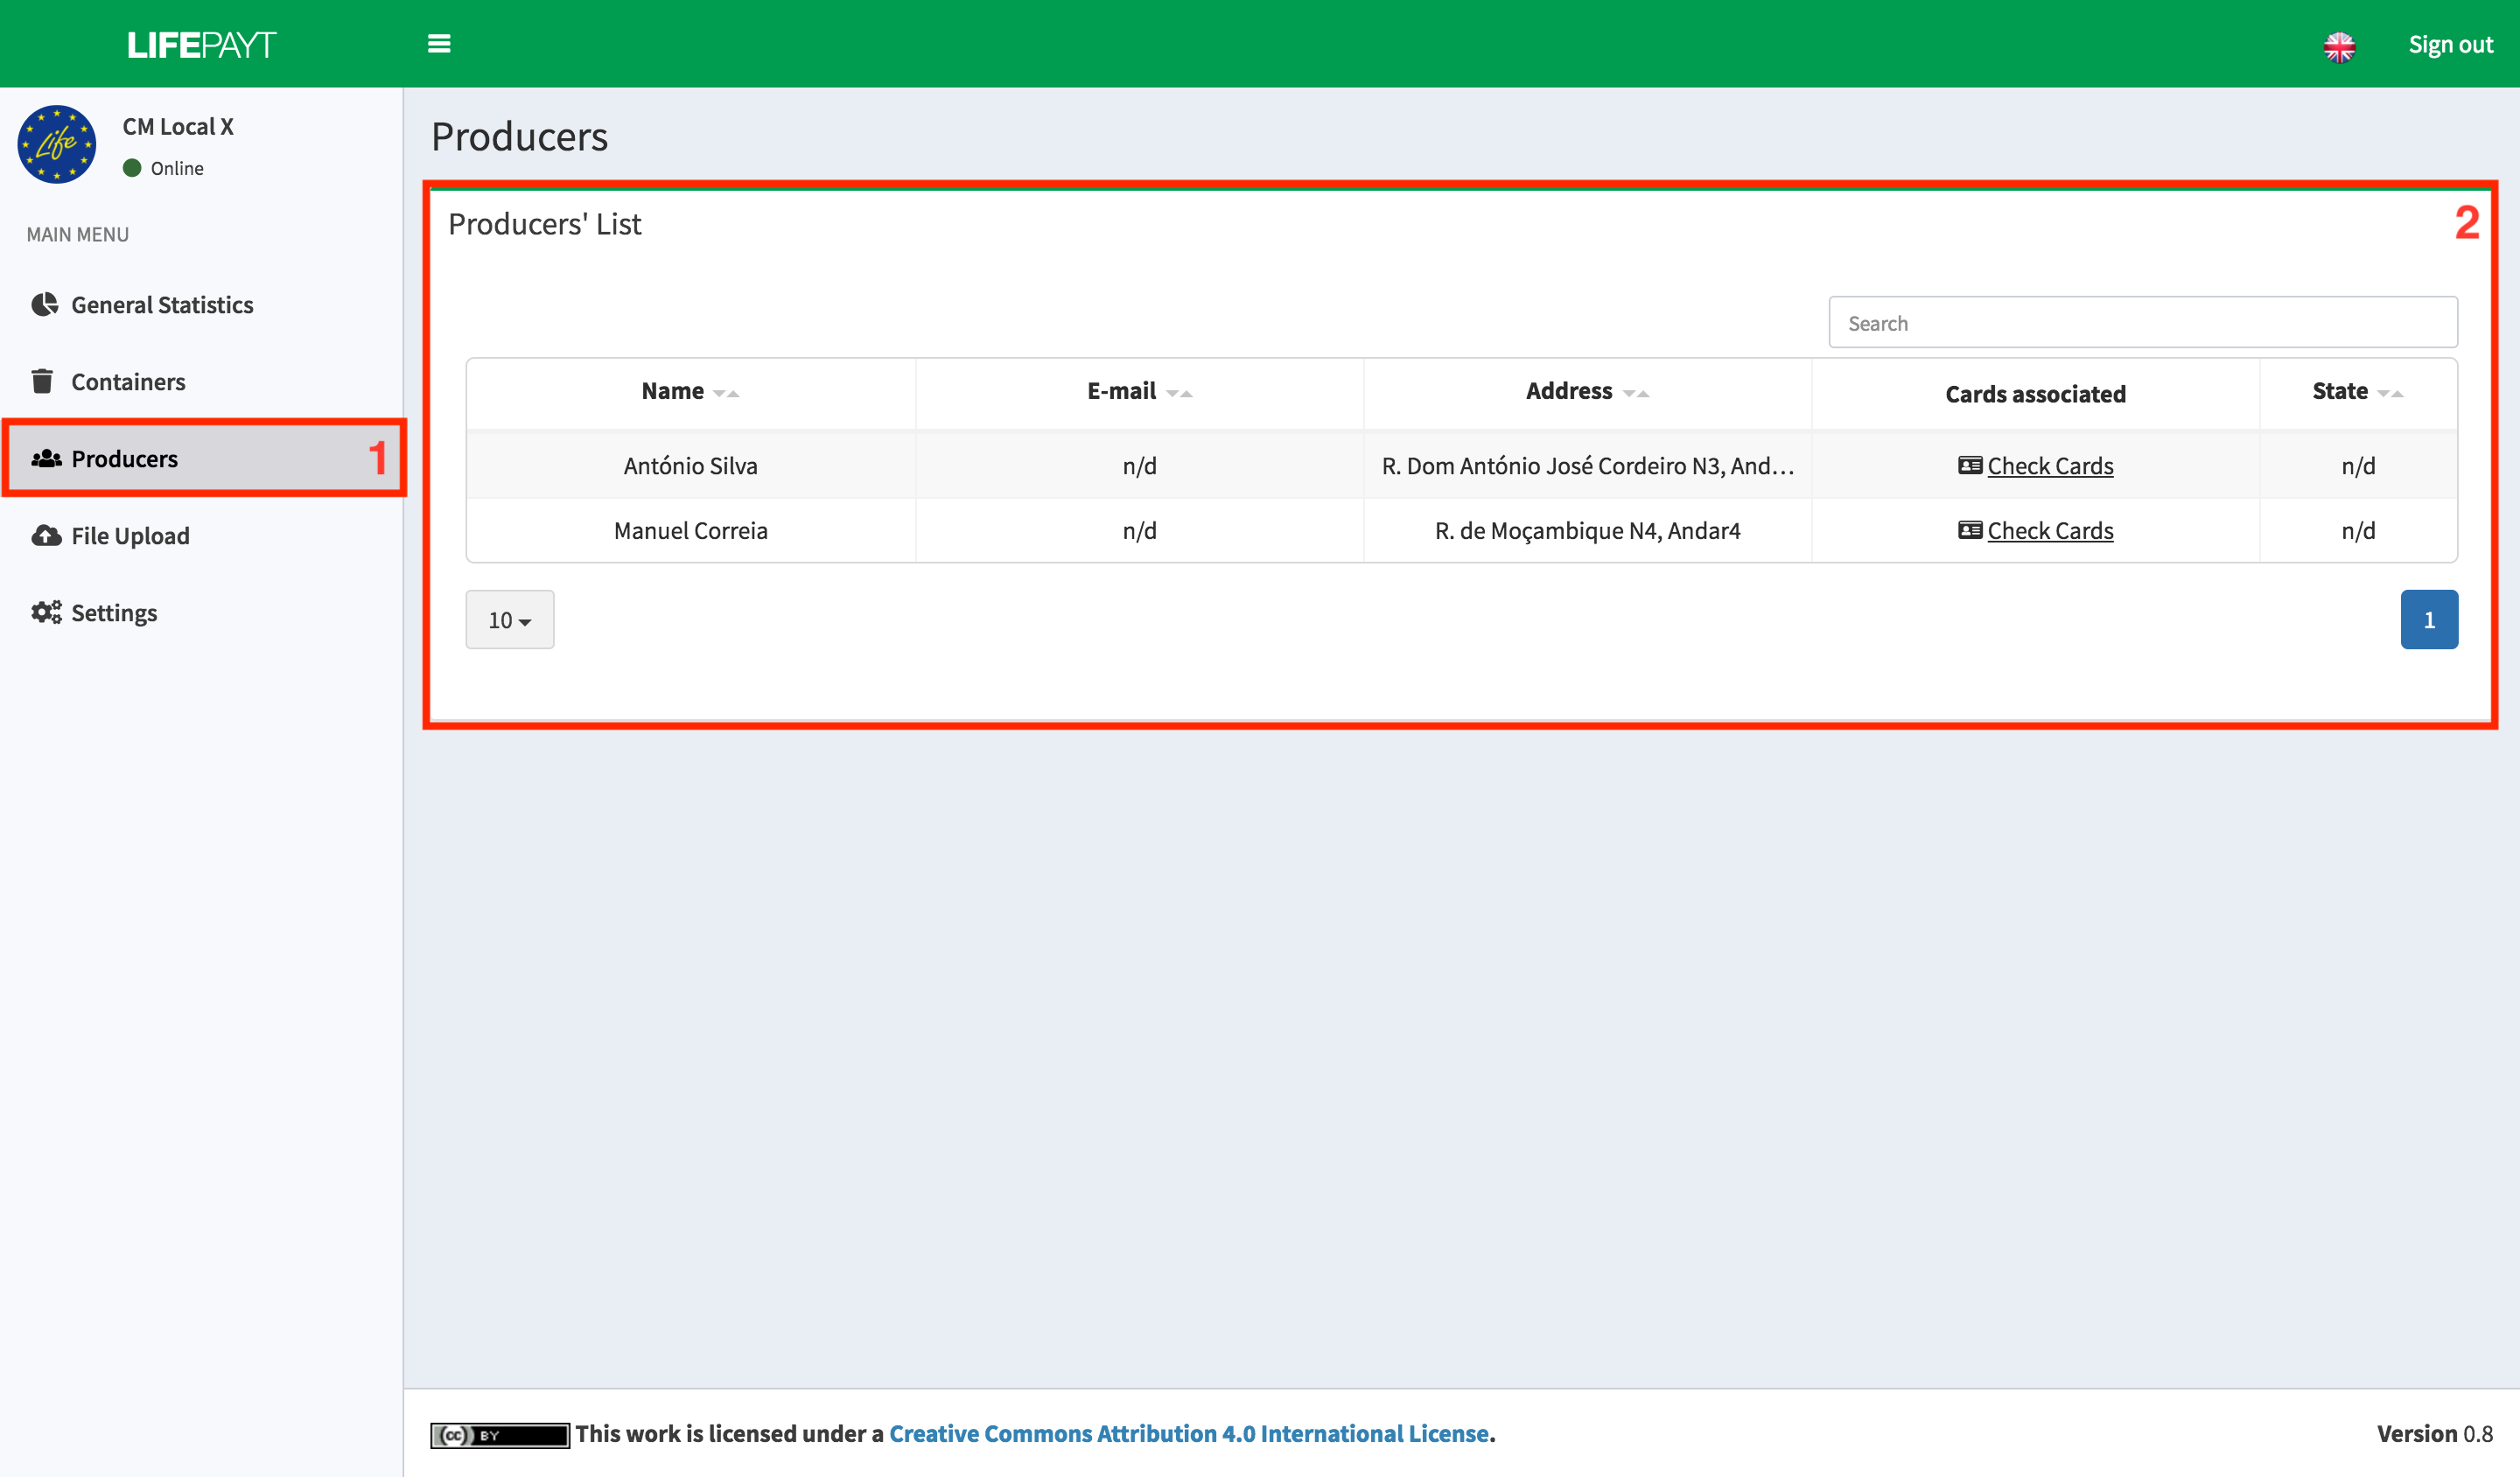 LIFEPAYT
Sign out
CM Local X
Online
MAIN MENU
General Statistics
Containers
Producers 1
File Upload
Settings
Producers
Producers' List 2
Search
Name E-mail Address Cards associated State
António Silva n/d R. Dom António José Cordeiro N3, And... Check Cards n/d
Manuel Correia n/d R. de Moçambique N4, Andar4 Check Cards n/d
10 1
(cc) BY This work is licensed under a Creative Commons Attribution 4.0 International License. Version 0.8
Life